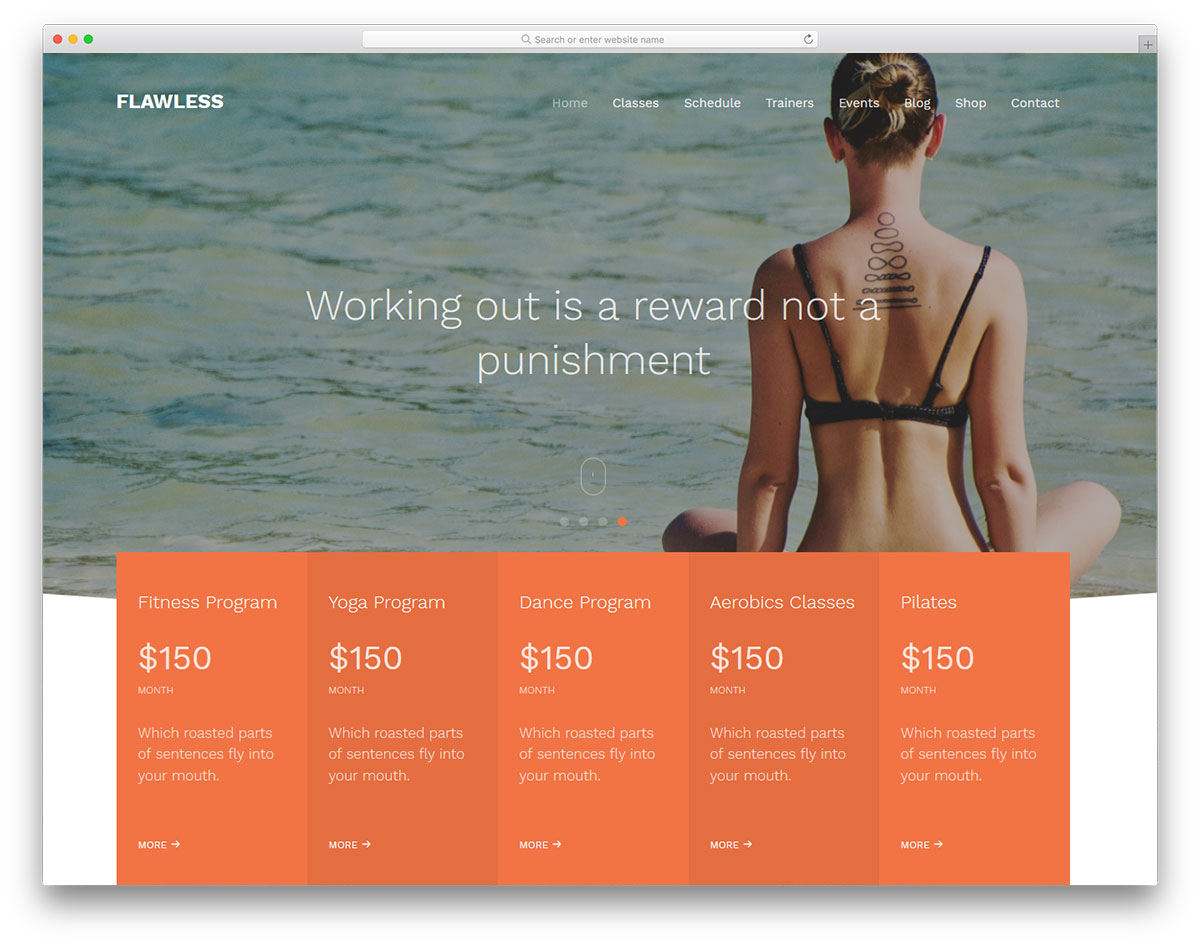 Search or enter website name
FLAWLESS
Home Classes Schedule Trainers Events Blog Shop Contact
Working out is a reward not a
punishment
Fitness Program
$150
MONTH
Which roasted parts
of sentences fly into
your mouth.
MORE →
Yoga Program
$150
MONTH
Which roasted parts
of sentences fly into
your mouth.
MORE →
Dance Program
$150
MONTH
Which roasted parts
of sentences fly into
your mouth.
MORE →
Aerobics Classes
$150
MONTH
Which roasted parts
of sentences fly into
your mouth.
MORE →
Pilates
$150
MONTH
Which roasted parts
of sentences fly into
your mouth.
MORE →